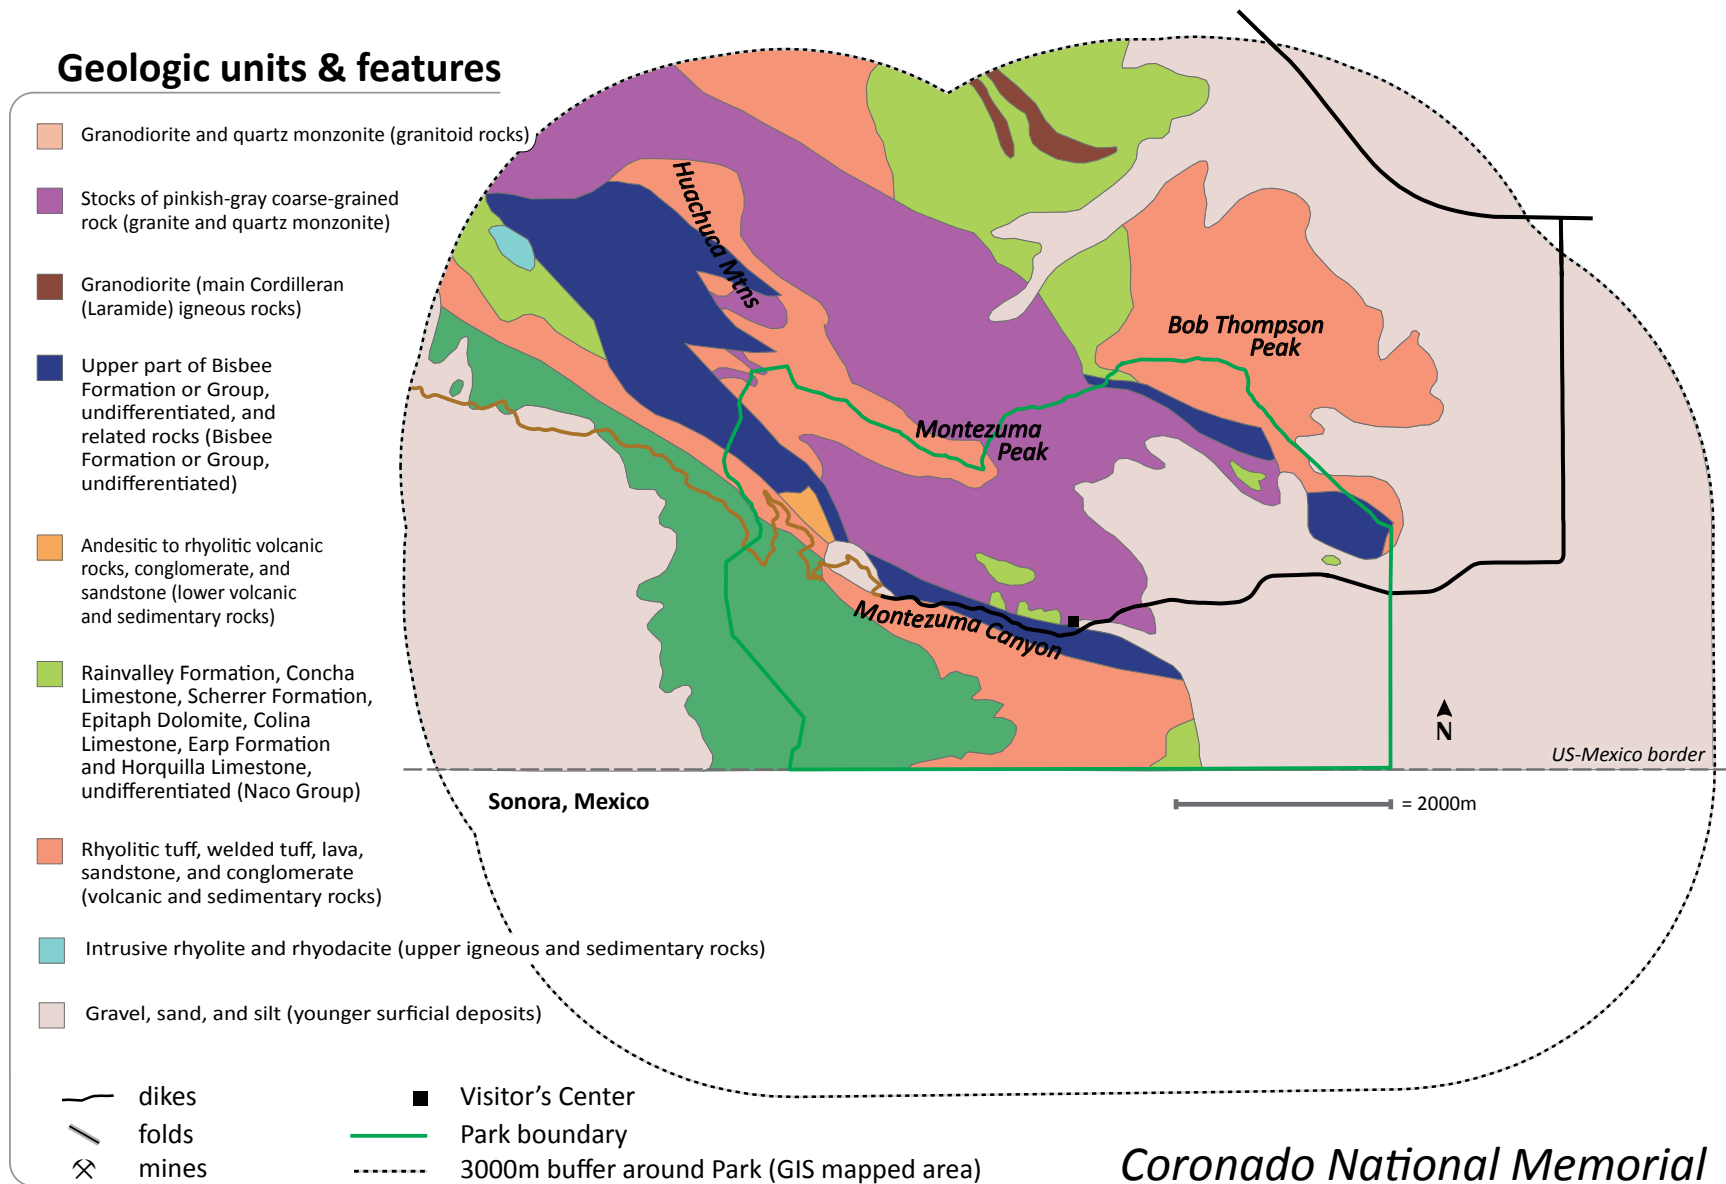 Geologic units & features
Granodiorite and quartz monzonite (granitoid rocks)
Stocks of pinkish-gray coarse-grained
rock (granite and quartz monzonite)
Granodiorite (main Cordilleran
(Laramide) igneous rocks)
Upper part of Bisbee
Formation or Group,
undifferentiated, and
related rocks (Bisbee
Formation or Group,
undifferentiated)
Andesitic to rhyolitic volcanic
rocks, conglomerate, and
sandstone (lower volcanic
and sedimentary rocks)
Rainvalley Formation, Concha
Limestone, Scherrer Formation,
Epitaph Dolomite, Colina
Limestone, Earp Formation
and Horquilla Limestone,
undifferentiated (Naco Group)
Rhyolitic tuff, welded tuff, lava,
sandstone, and conglomerate
(volcanic and sedimentary rocks)
Intrusive rhyolite and rhyodacite (upper igneous and sedimentary rocks)
Gravel, sand, and silt (younger surficial deposits)
dikes
folds
mines
Visitor's Center
Park boundary
3000m buffer around Park (GIS mapped area)
Huachuca Mtns
Bob Thompson
Peak
Montezuma
Peak
Montezuma Canyon
N
US-Mexico border
Sonora, Mexico
= 2000m
Coronado National Memorial